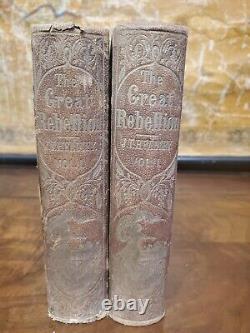 The
Great
Rebellion
J.T.HEADLEY
VOL. I.
The
Great
Rebellion
J.T.HEADLEY
VOL. II.